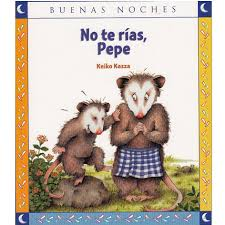 BUENAS NOCHES
No te rías,
Pepe
Keiko Kasza